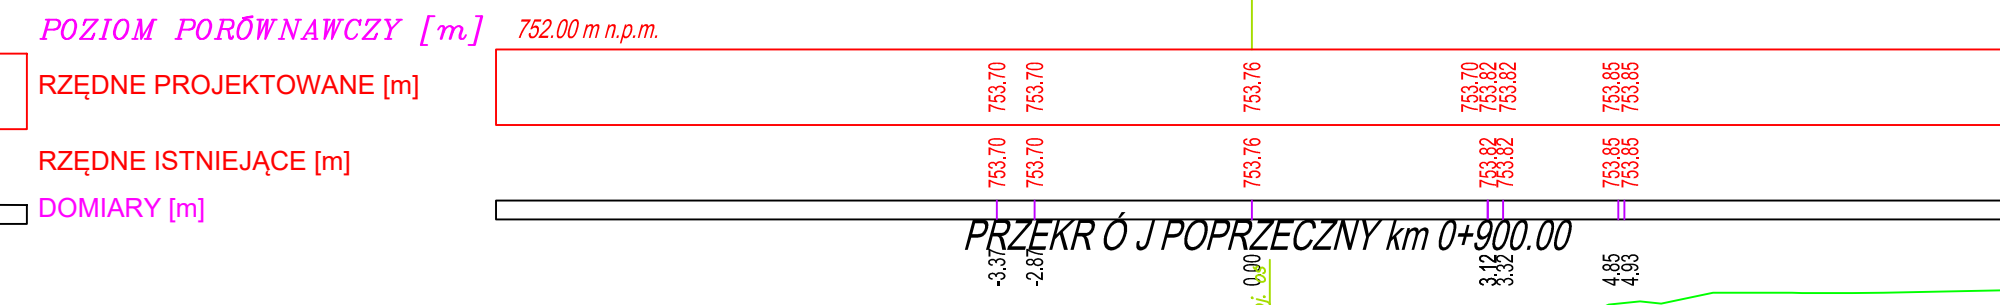 POZIOM PORÓWNAWCZY [m] 752.00 m n.p.m.
RZĘDNE PROJEKTOWANE [m] 753.70 753.70 753.76 753.70 753.82 753.82 753.85 753.85
RZĘDNE ISTNIEJĄCE [m] 753.70 753.70 753.76 753.82 753.82 753.85 753.85
DOMIARY [m]
PRZEKR Ó J POPRZECZNY km 0+900.00
-3.37 -2.87 0.00 3.12 3.32 4.85 4.93